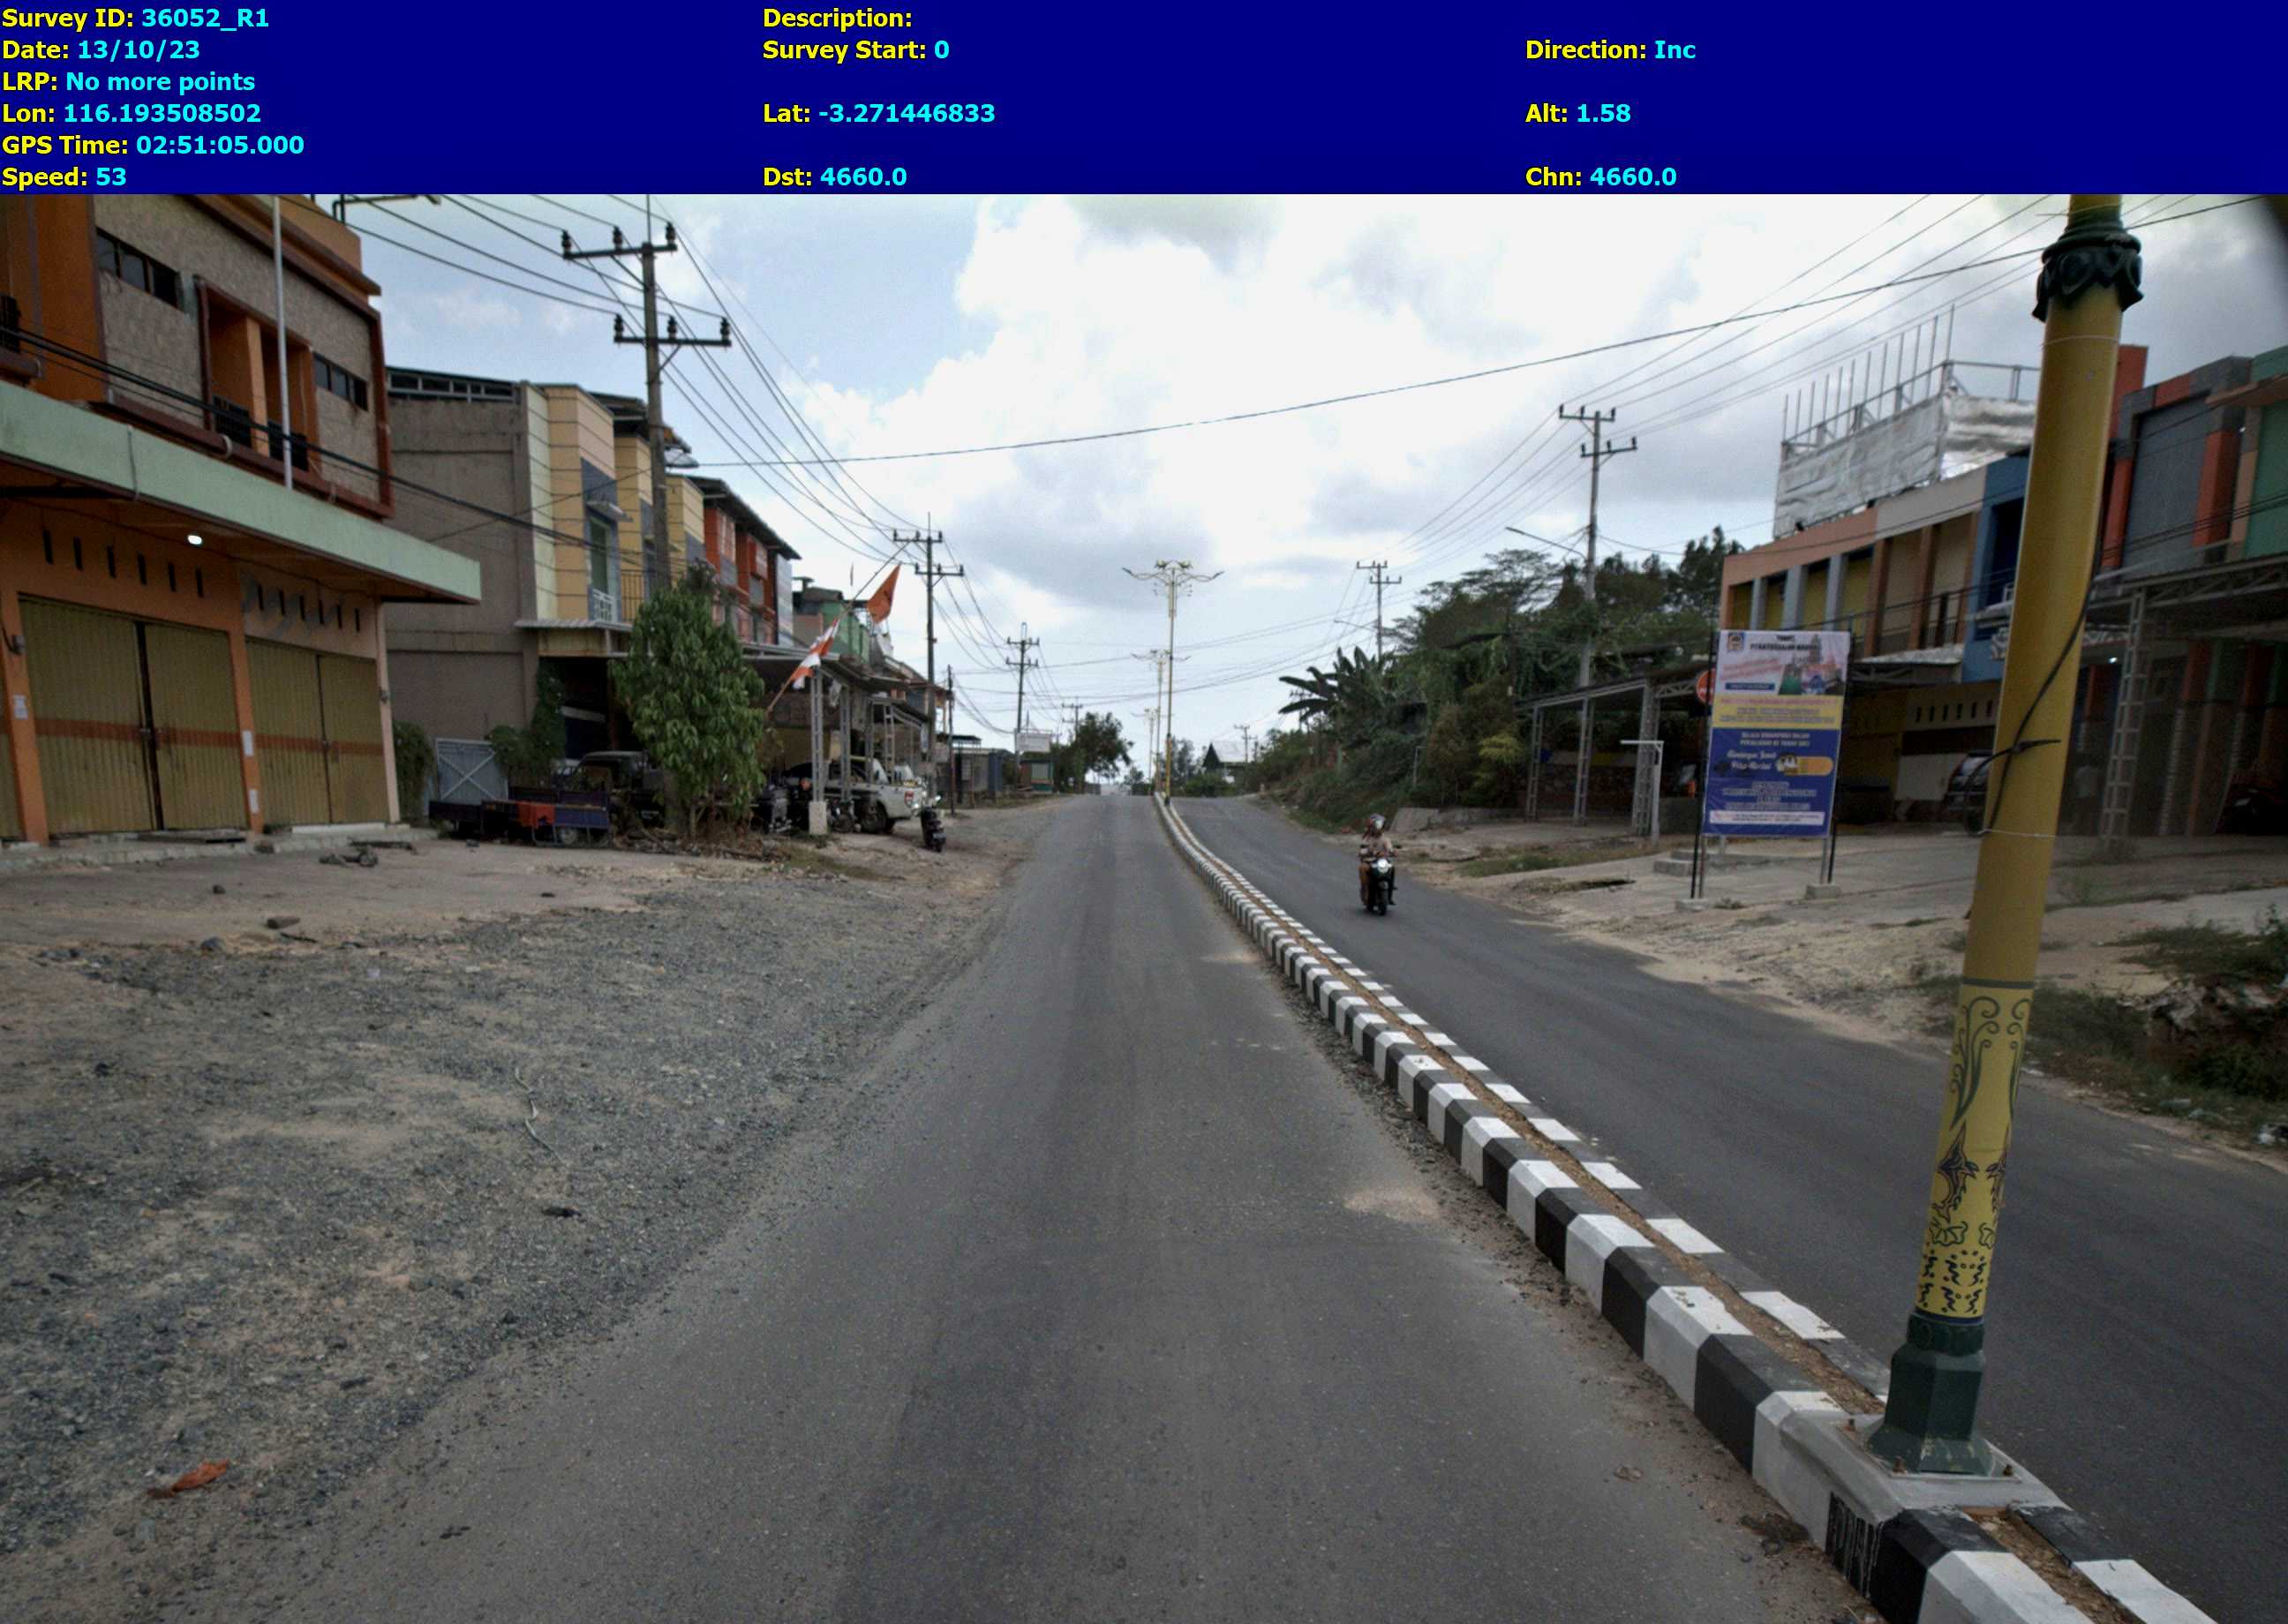 Survey ID: 36052_R1
Description:
Date: 13/10/23
Survey Start: 0
Direction: Inc
LRP: No more points
Lon: 116.193508502
Lat: -3.271446833
Alt: 1.58
GPS Time: 02:51:05.000
Speed: 53
Dst: 4660.0
Chn: 4660.0